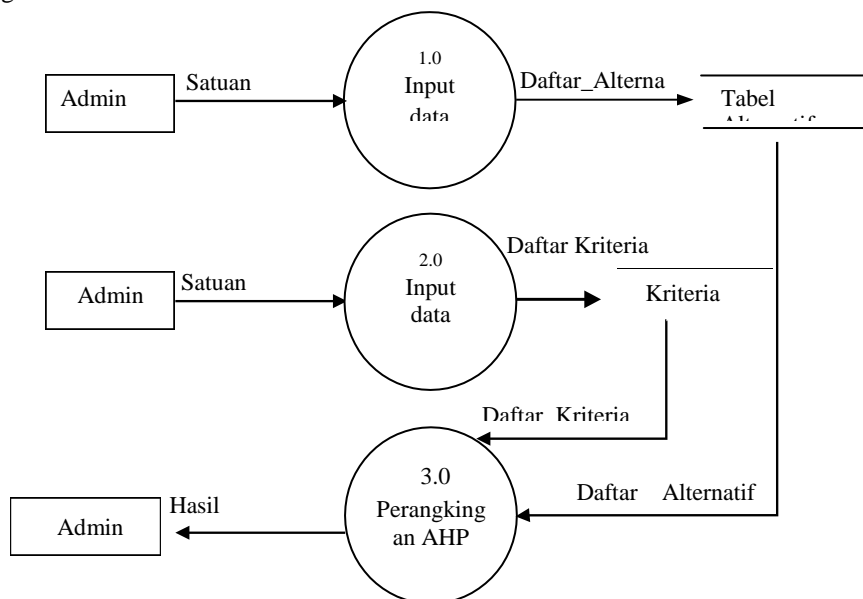 1.0
Input
data
Admin
Satuan
Daftar_Alterna
Tabel
2.0
Input
data
Admin
Satuan
Daftar Kriteria
Kriteria
Daftar Kriteria
3.0
Perangking
an AHP
Daftar Alternatif
Admin
Hasil